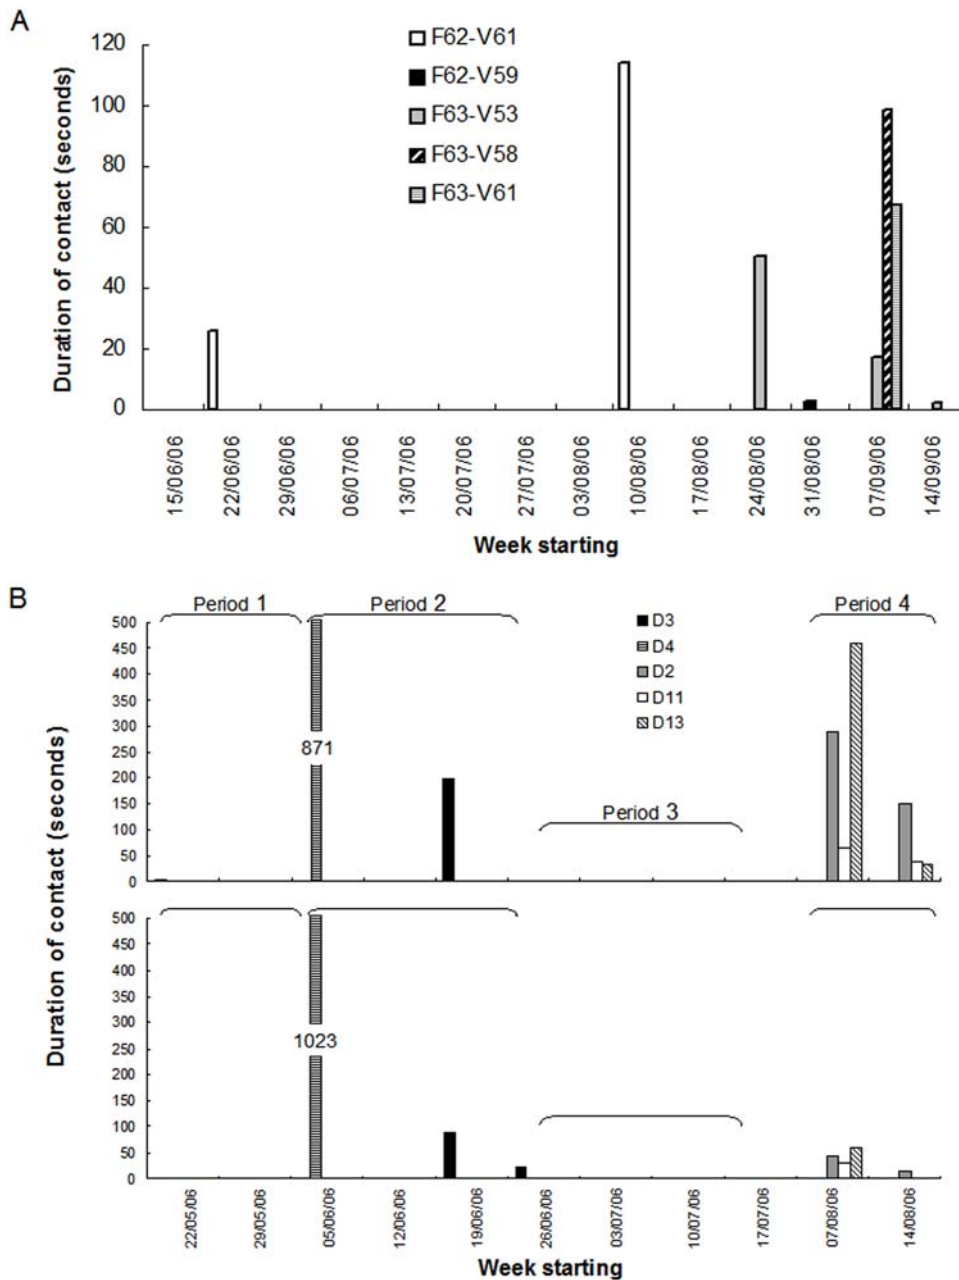 A
Duration of contact (seconds)
120
100
80
60
40
20
0
F62-V61
F62-V59
F63-V53
F63-V58
F63-V61
15/06/06
22/06/06
29/06/06
06/07/06
13/07/06
20/07/06
27/07/06
03/08/06
10/08/06
17/08/06
24/08/06
31/08/06
07/09/06
14/09/06
Week starting
B
Duration of contact (seconds)
Period 1
Period 2
Period 4
500
450
400
350
300
250
200
150
100
50
0
D3
D4
D2
D11
D13
871
Period 3
500
450
400
350
300
250
200
150
100
50
0
1023
22/05/06
29/05/06
05/06/06
12/06/06
19/06/06
26/06/06
03/07/06
10/07/06
17/07/06
07/08/06
14/08/06
Week starting